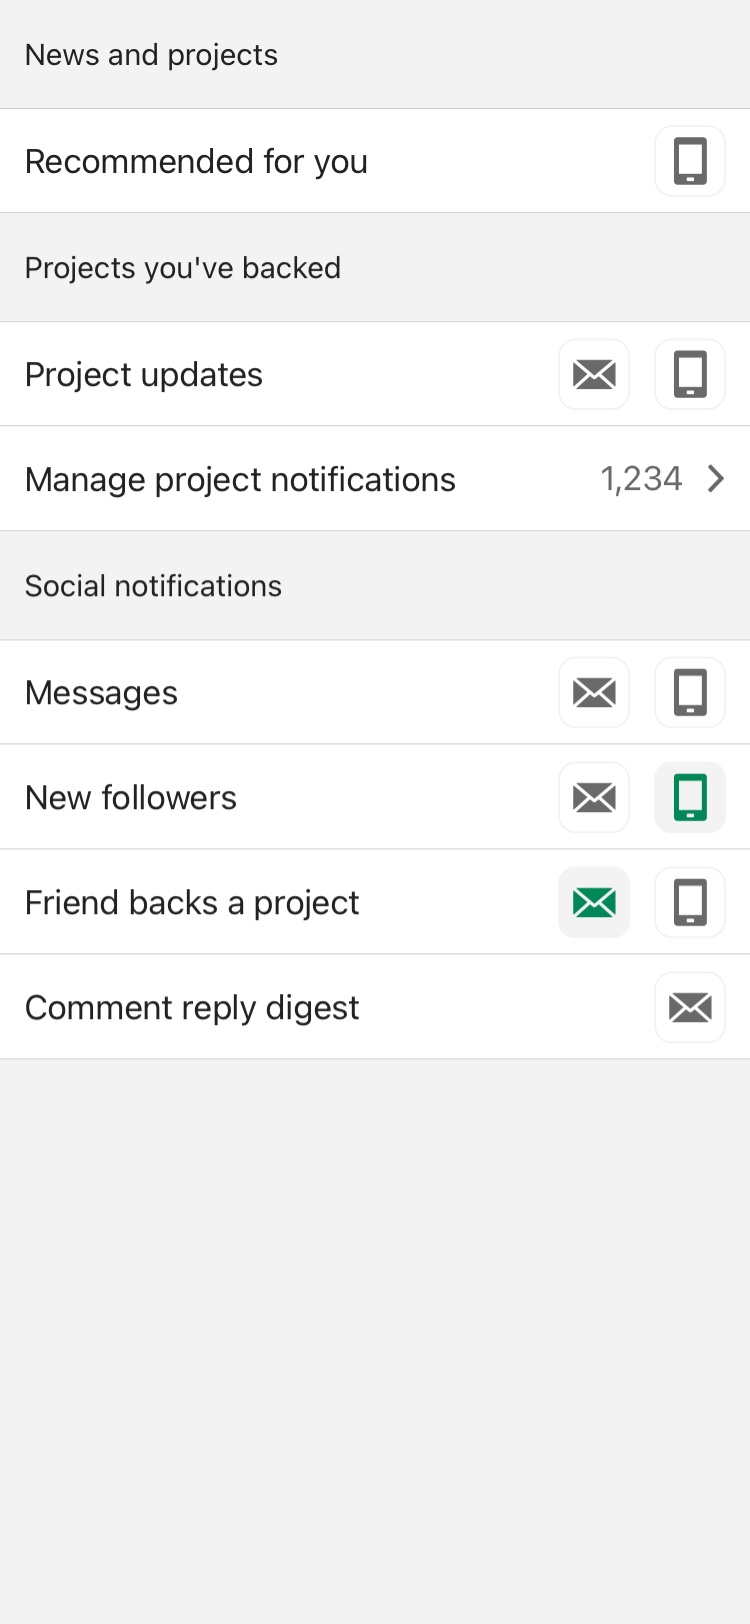 News and projects
Recommended for you
Projects you've backed
Project updates
Manage project notifications 1,234
Social notifications
Messages
New followers
Friend backs a project
Comment reply digest